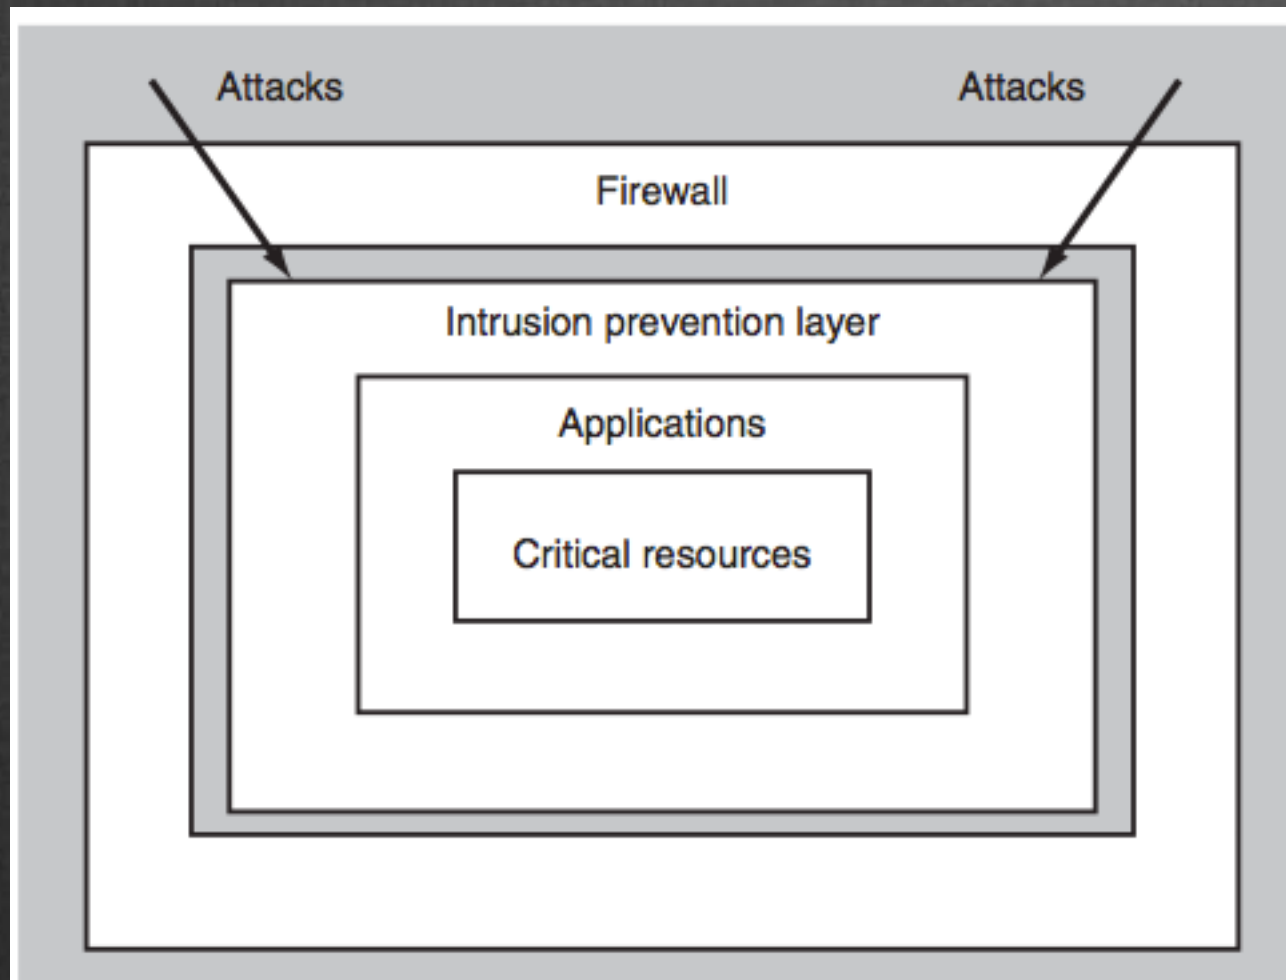 Attacks
Attacks
Firewall
Intrusion prevention layer
Applications
Critical resources